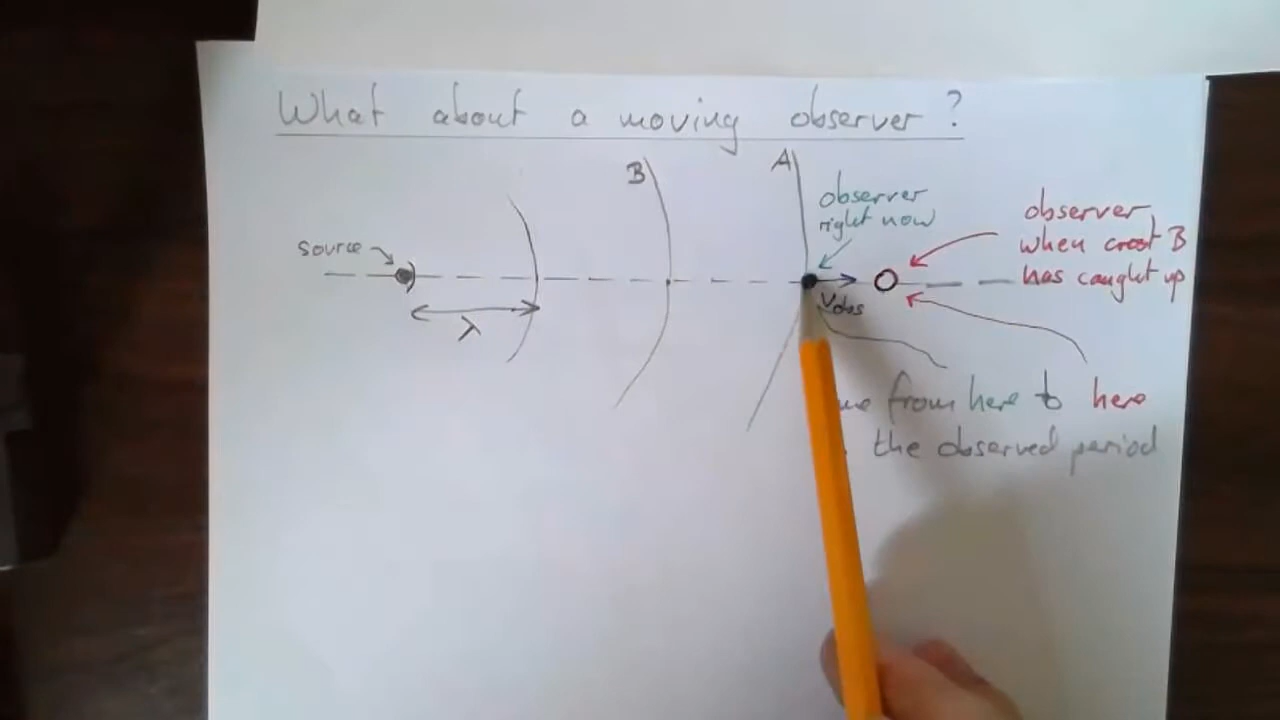 What about a moving observer?
B
A
observer
right now
observer
when crest B
has caught up
source
λ
Vobs
from here to here
the observed period